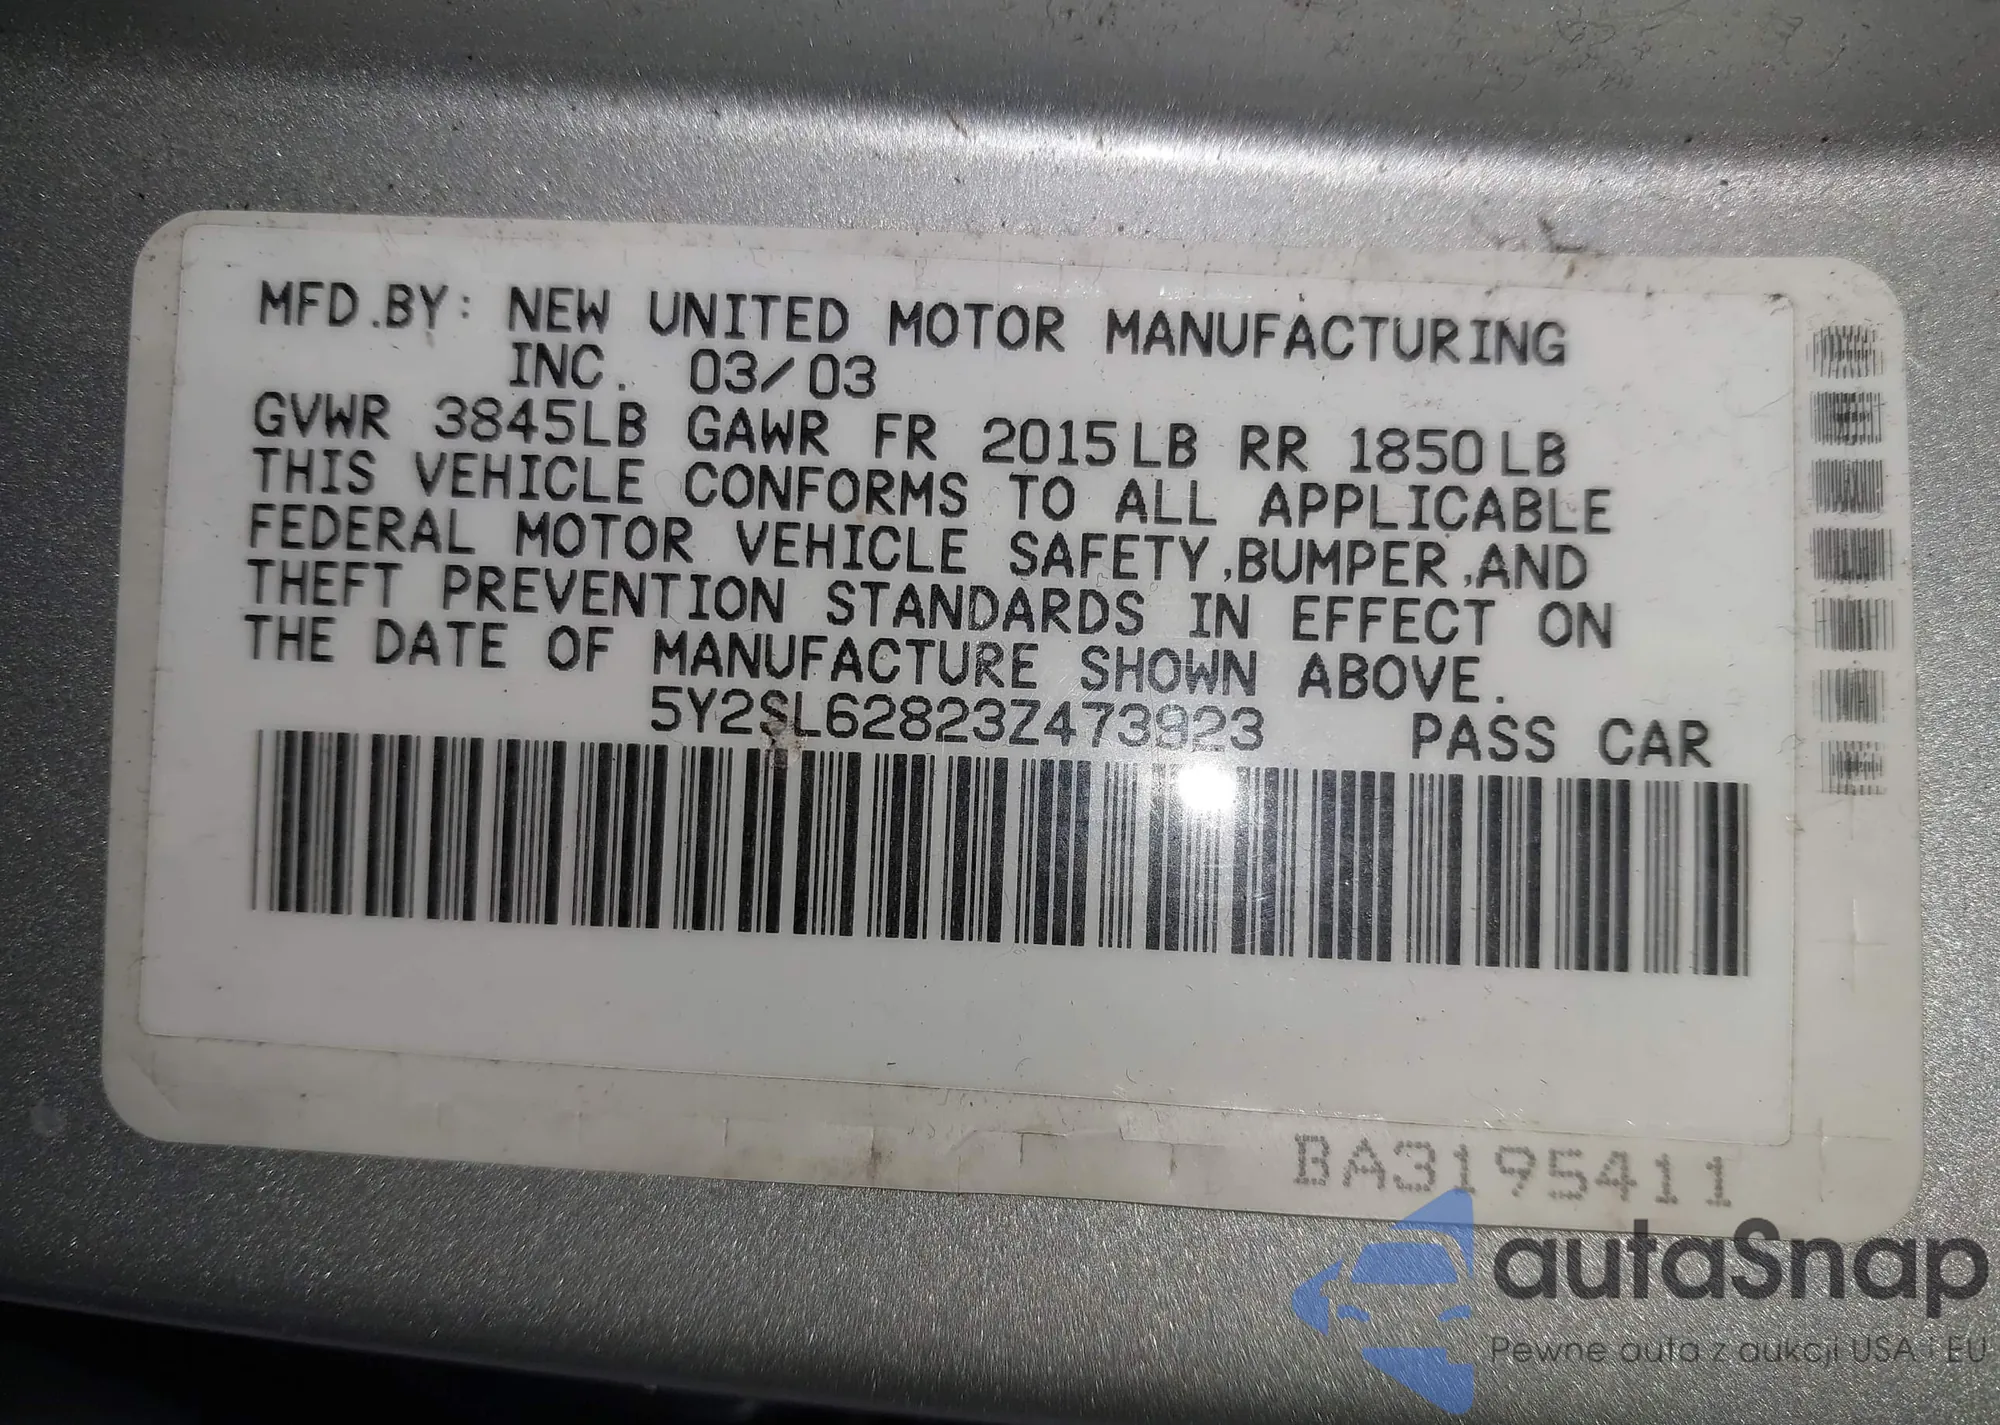 MFD.BY: NEW UNITED MOTOR MANUFACTURING
INC. 03/03
GVWR 3845LB GAWR FR 2015LB RR 1850LB
THIS VEHICLE CONFORMS TO ALL APPLICABLE
FEDERAL MOTOR VEHICLE SAFETY,BUMPER,AND
THEFT PREVENTION STANDARDS IN EFFECT ON
THE DATE OF MANUFACTURE SHOWN ABOVE.
5Y2SL62823Z473923 PASS CAR
BA3195411
autaSnap
Pewne auta z aukcji USA i EU